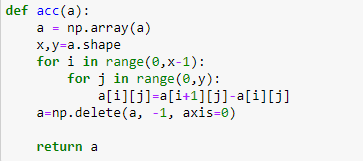 def acc(a):
    a = np.array(a)
    x,y=a.shape
    for i in range(0,x-1):
        for j in range(0,y):
            a[i][j]=a[i+1][j]-a[i][j]
    a=np.delete(a, -1, axis=0)
    return a